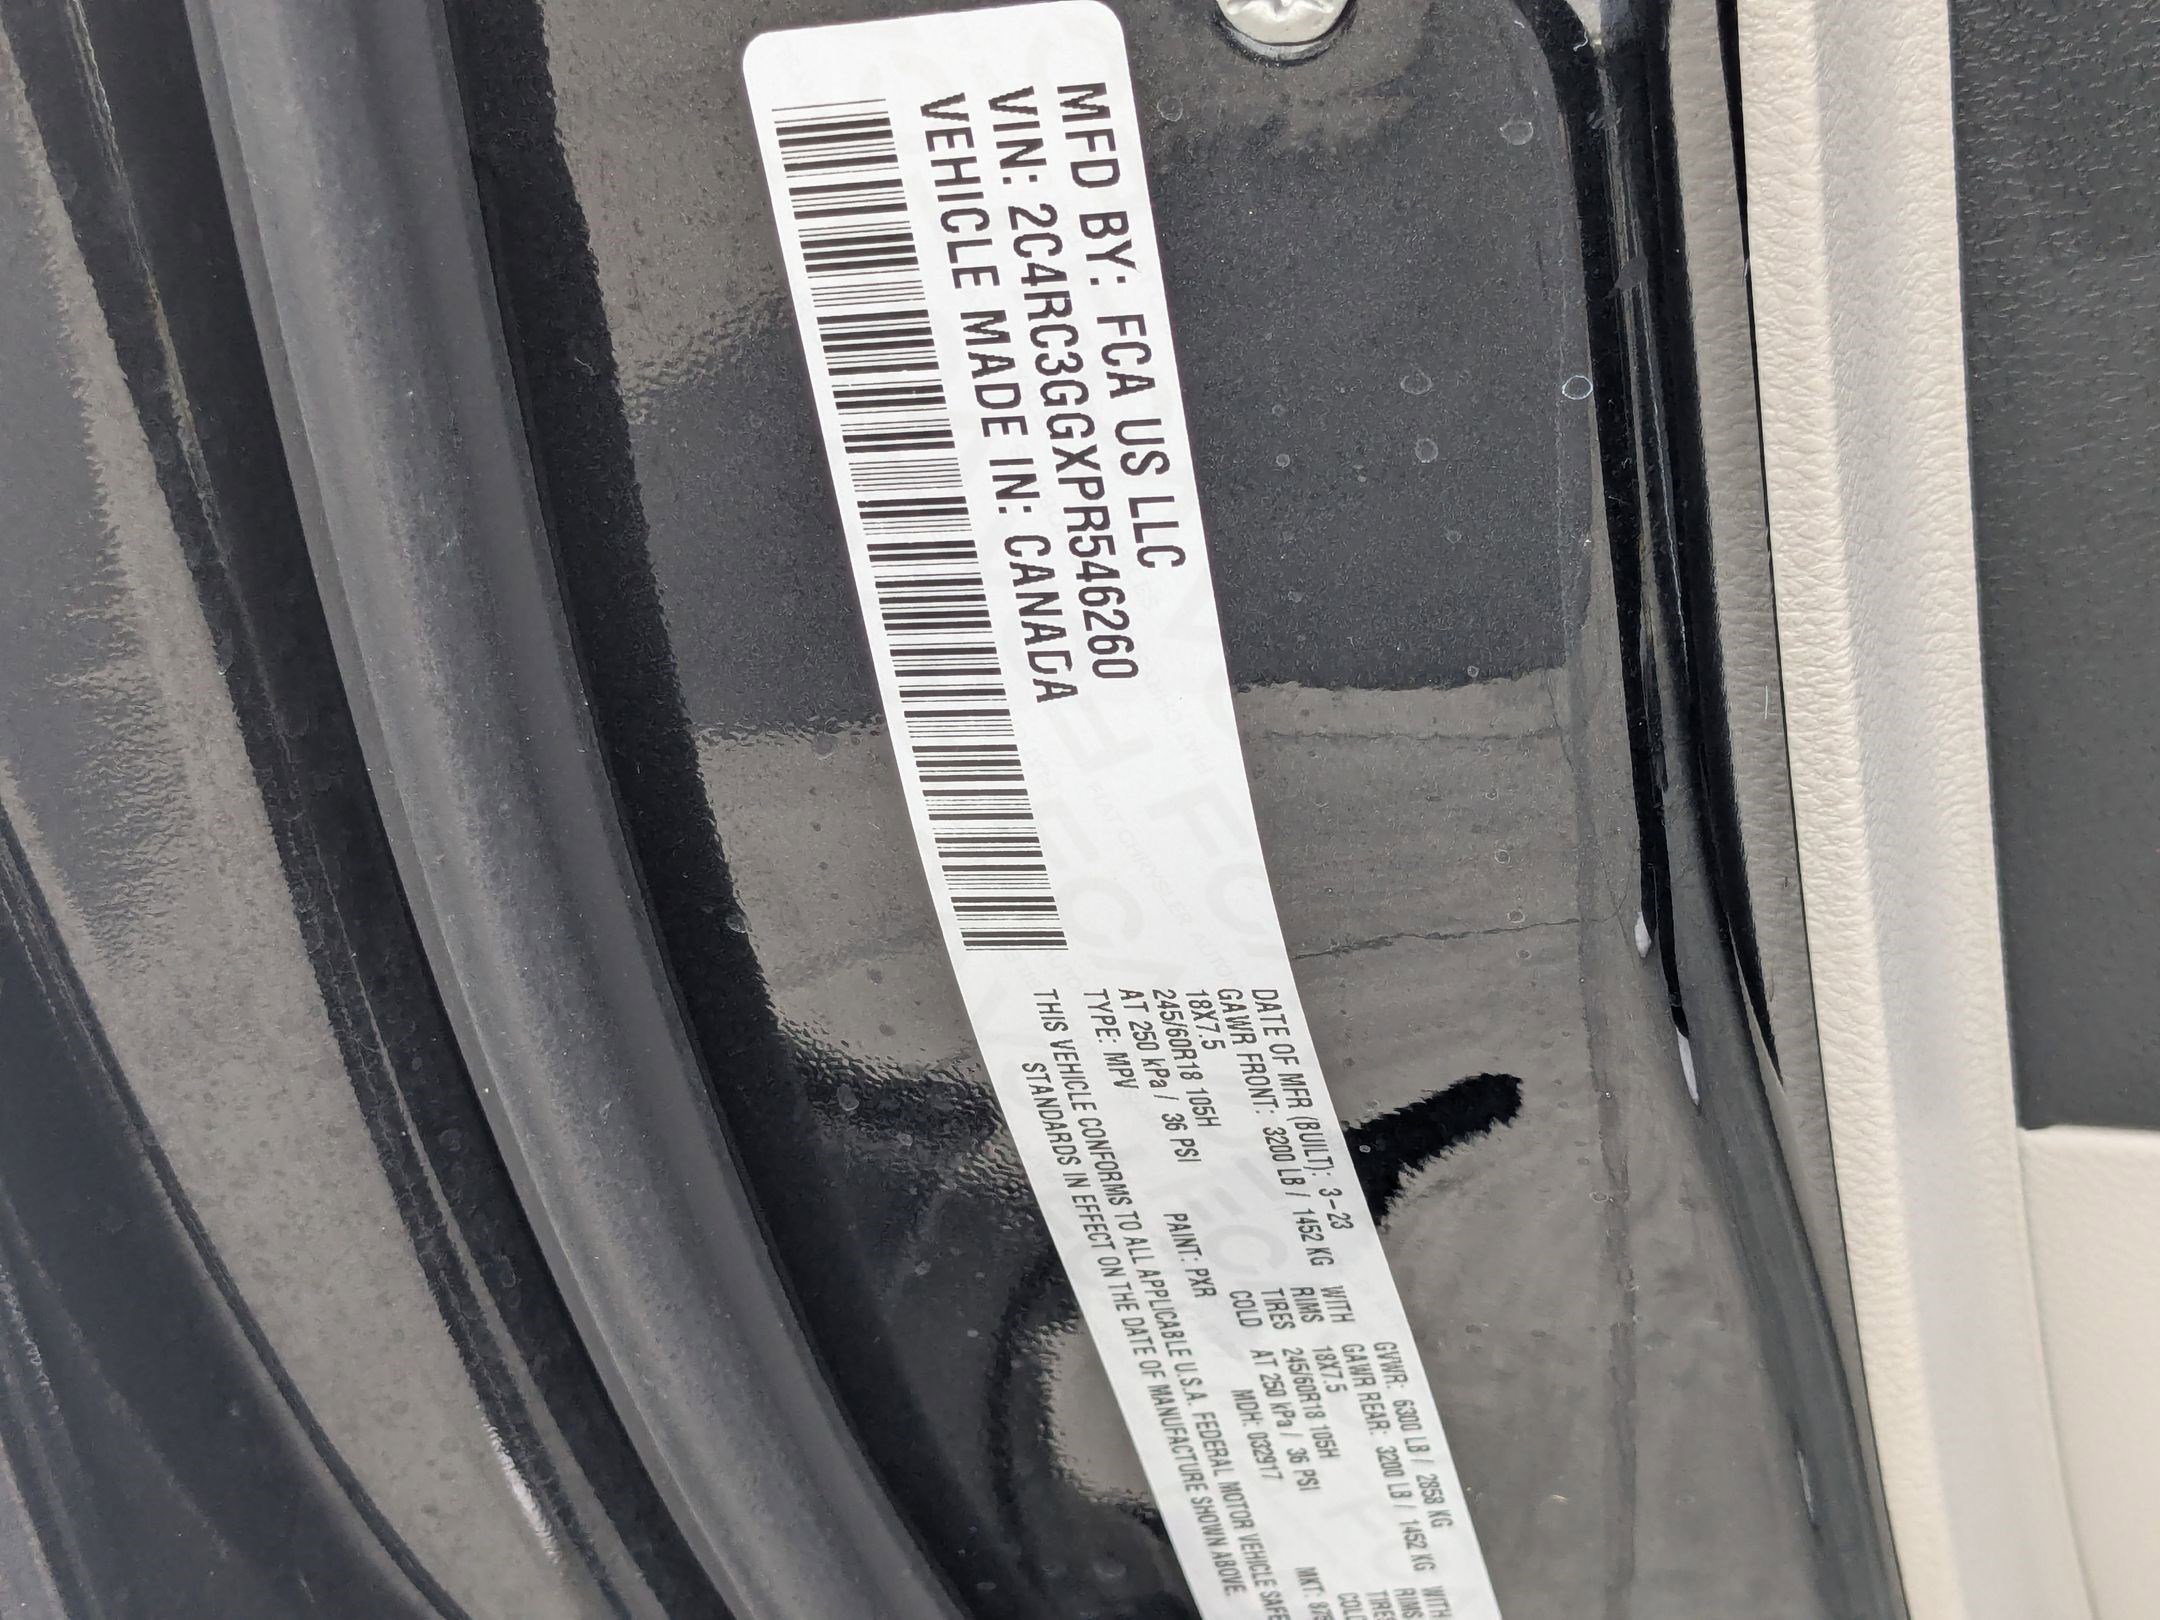 MFD BY: FCA US LLC
VIN: 2C4RC3GGXPR546260
VEHICLE MADE IN: CANADA
DATE OF MFR (BUILT): 3-23 GVWR: 6300 LB / 2858 KG
GAWR FRONT: 3200 LB / 1452 KG WITH GAWR REAR: 3200 LB / 1452 KG WITH
18X7.5 RIMS 18X7.5 RIMS
245/60R18 105H TIRES 245/60R18 105H
AT 250 kPa / 36 PSI COLD AT 250 kPa / 36 PSI
TYPE: MPV PAINT: PXR MDH: 032917 MKT:
THIS VEHICLE CONFORMS TO ALL APPLICABLE U.S.A. FEDERAL MOTOR VEHICLE
STANDARDS IN EFFECT ON THE DATE OF MANUFACTURE SHOWN ABOVE.